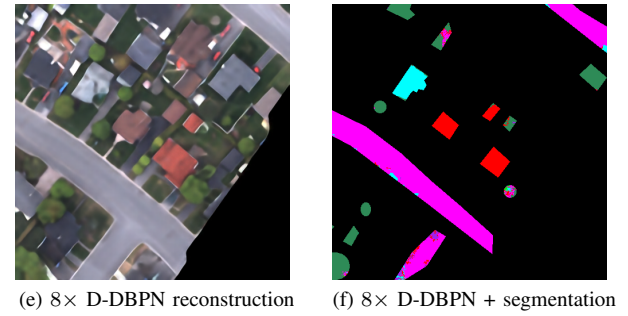 (e) 8× D-DBPN reconstruction
(f) 8× D-DBPN + segmentation